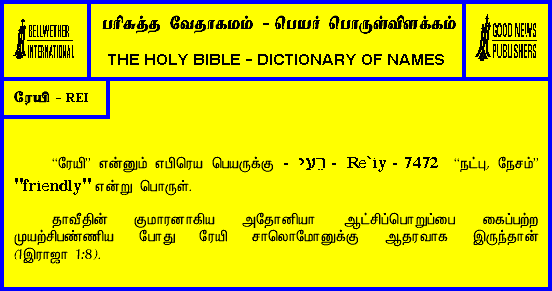 BELLWETHER
INTERNATIONAL
பரிசுத்த வேதாகமம் - பெயர் பொருள்விளக்கம்
THE HOLY BIBLE - DICTIONARY OF NAMES
GOOD NEWS
PUBLISHERS
ரேயி - REI
“ரேயி” என்னும் எபிரெய பெயருக்கு - רֵעִי - Re`iy - 7472 “நட்பு, நேசம்”
"friendly" என்று பொருள்.
தாவீதின் குமாரனாகிய அதோனியா ஆட்சிப்பொறுப்பை கைப்பற்ற
முயற்சிபண்ணிய போது ரேயி சாலொமோனுக்கு ஆதரவாக இருந்தான்
(1இராஜா 1:8).